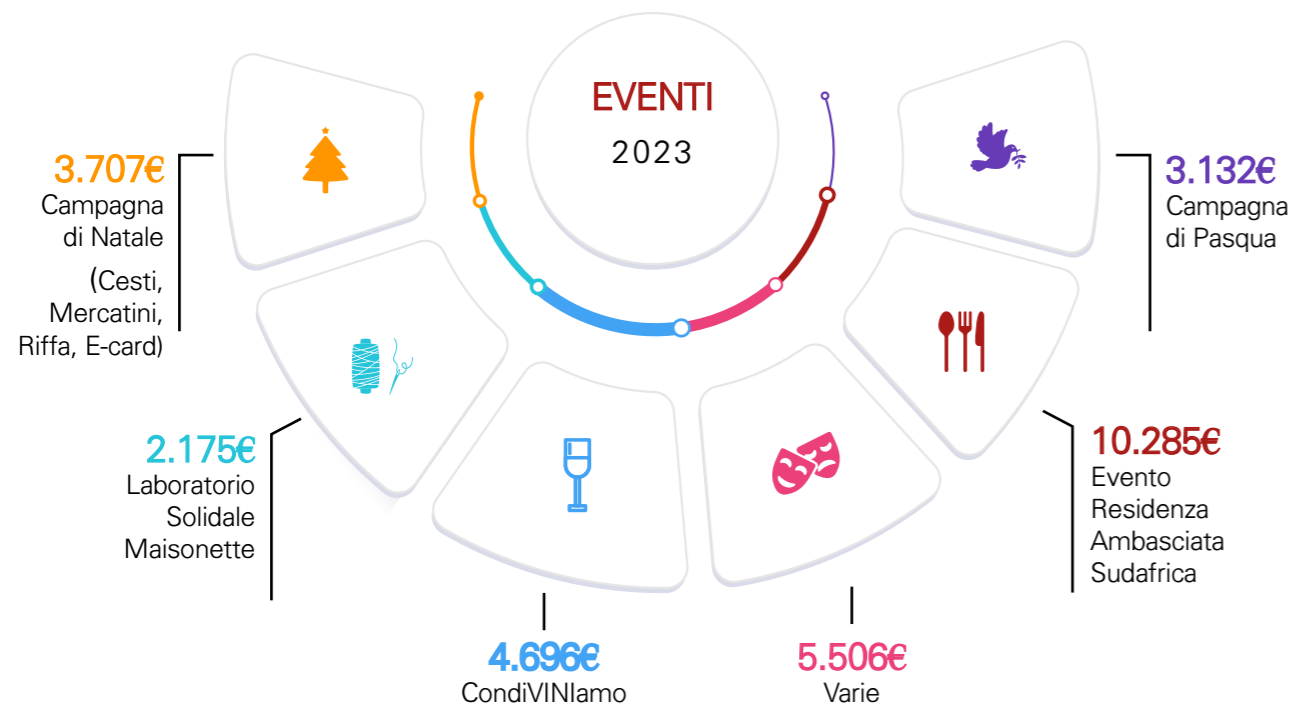 EVENTI
2023
3.707€
Campagna
di Natale
(Cesti,
Mercatini,
Riffa, E-card)
2.175€
Laboratorio
Solidale
Maisonette
4.696€
CondiVINIamo
5.506€
Varie
10.285€
Evento
Residenza
Ambasciata
Sudafrica
3.132€
Campagna
di Pasqua